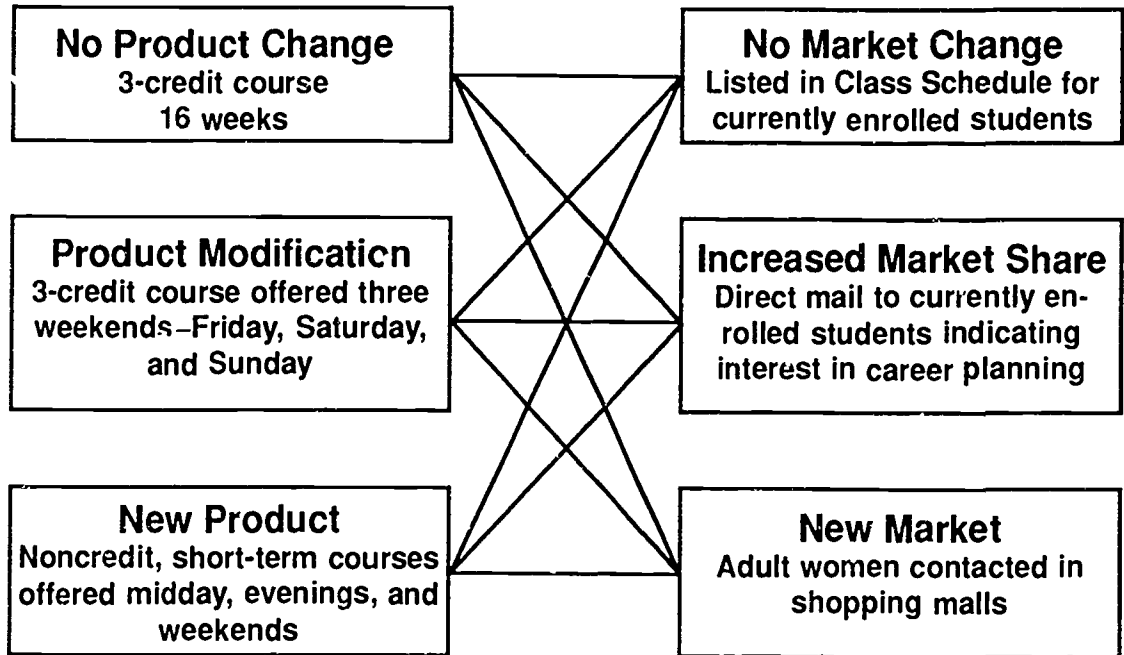 No Product Change
3-credit course
16 weeks
No Market Change
Listed in Class Schedule for
currently enrolled students
Product Modification
3-credit course offered three
weekends–Friday, Saturday,
and Sunday
Increased Market Share
Direct mail to currently en-
rolled students indicating
interest in career planning
New Product
Noncredit, short-term courses
offered midday, evenings, and
weekends
New Market
Adult women contacted in
shopping malls